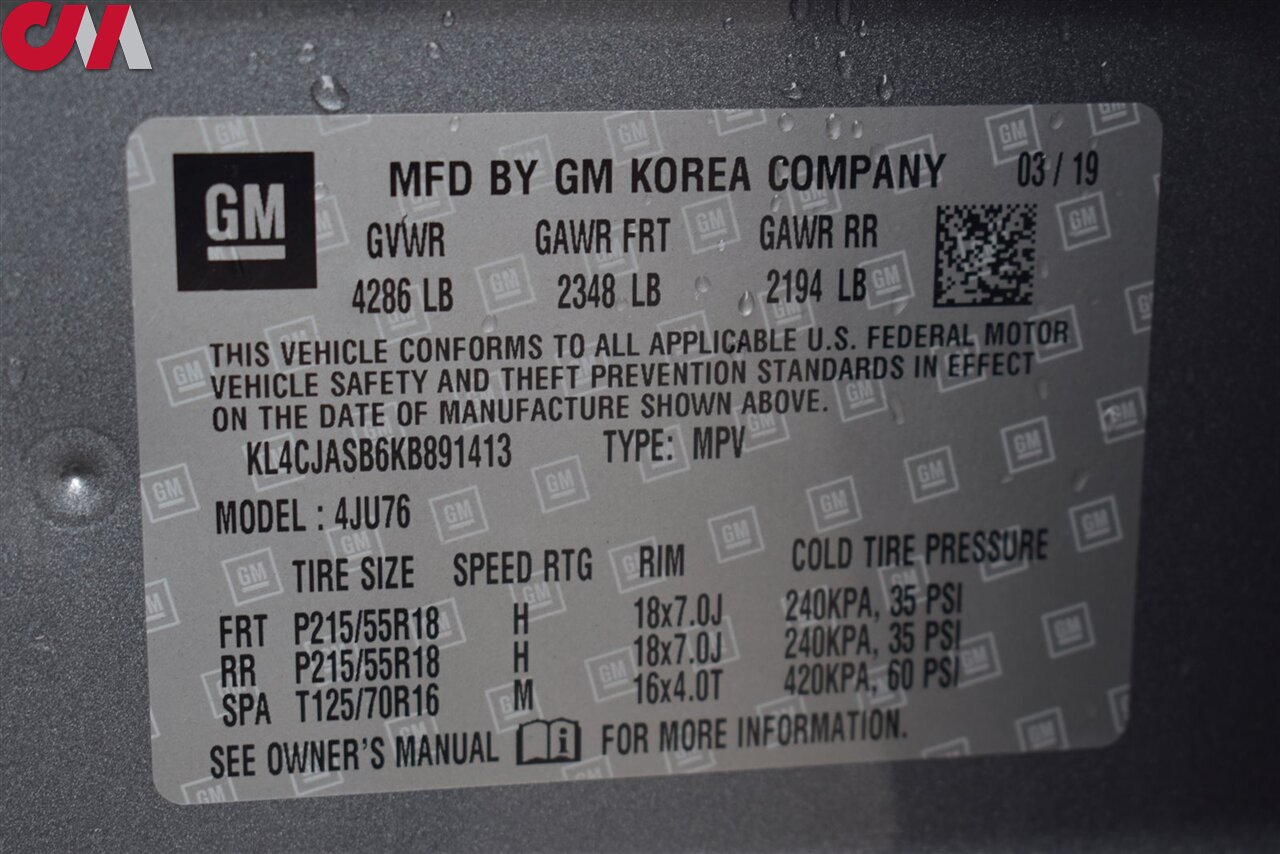 CM
GM
MFD BY GM KOREA COMPANY 03 / 19
GVWR GAWR FRT GAWR RR
4286 LB 2348 LB 2194 LB
THIS VEHICLE CONFORMS TO ALL APPLICABLE U.S. FEDERAL MOTOR
VEHICLE SAFETY AND THEFT PREVENTION STANDARDS IN EFFECT
ON THE DATE OF MANUFACTURE SHOWN ABOVE.
KL4CJASB6KB891413 TYPE: MPV
MODEL : 4JU76
TIRE SIZE SPEED RTG RIM COLD TIRE PRESSURE
FRT P215/55R18 H 18x7.0J 240KPA, 35 PSI
RR P215/55R18 H 18x7.0J 240KPA, 35 PSI
SPA T125/70R16 M 16x4.0T 420KPA, 60 PSI
SEE OWNER'S MANUAL i FOR MORE INFORMATION.